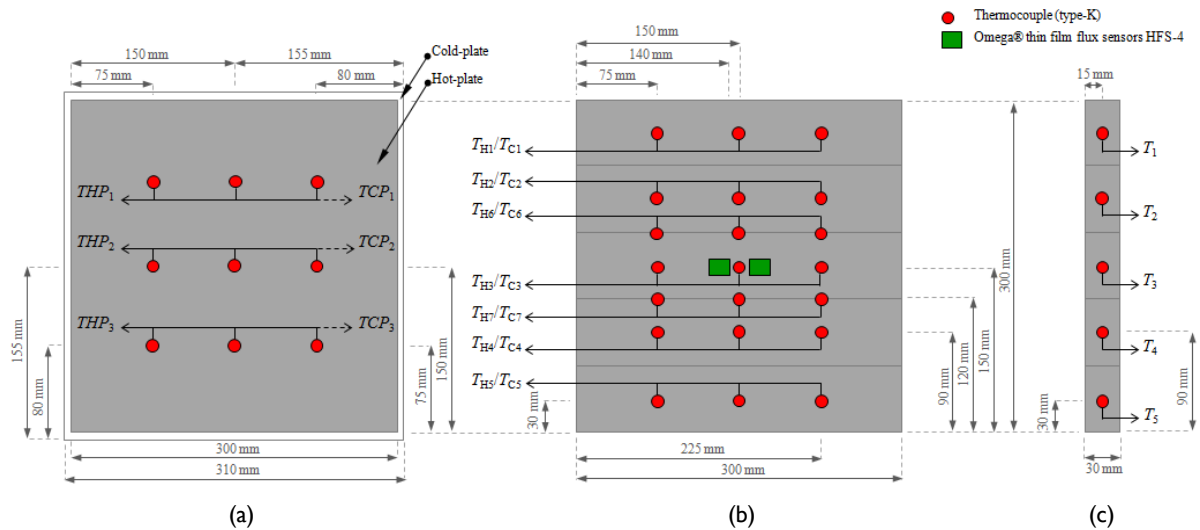 Thermocouple (type-K)
Omega® thin film flux sensors HFS-4
150 mm
155 mm
75 mm
80 mm
Cold-plate
Hot-plate
THP1
TCP1
THP2
TCP2
THP3
TCP3
155 mm
80 mm
75 mm
150 mm
300 mm
310 mm
(a)
150 mm
140 mm
75 mm
TH1/TC1
TH2/TC2
TH6/TC6
TH3/TC3
TH7/TC7
TH4/TC4
TH5/TC5
30 mm
90 mm
120 mm
150 mm
300 mm
225 mm
300 mm
(b)
15 mm
T1
T2
T3
T4
T5
30 mm
90 mm
30 mm
(c)